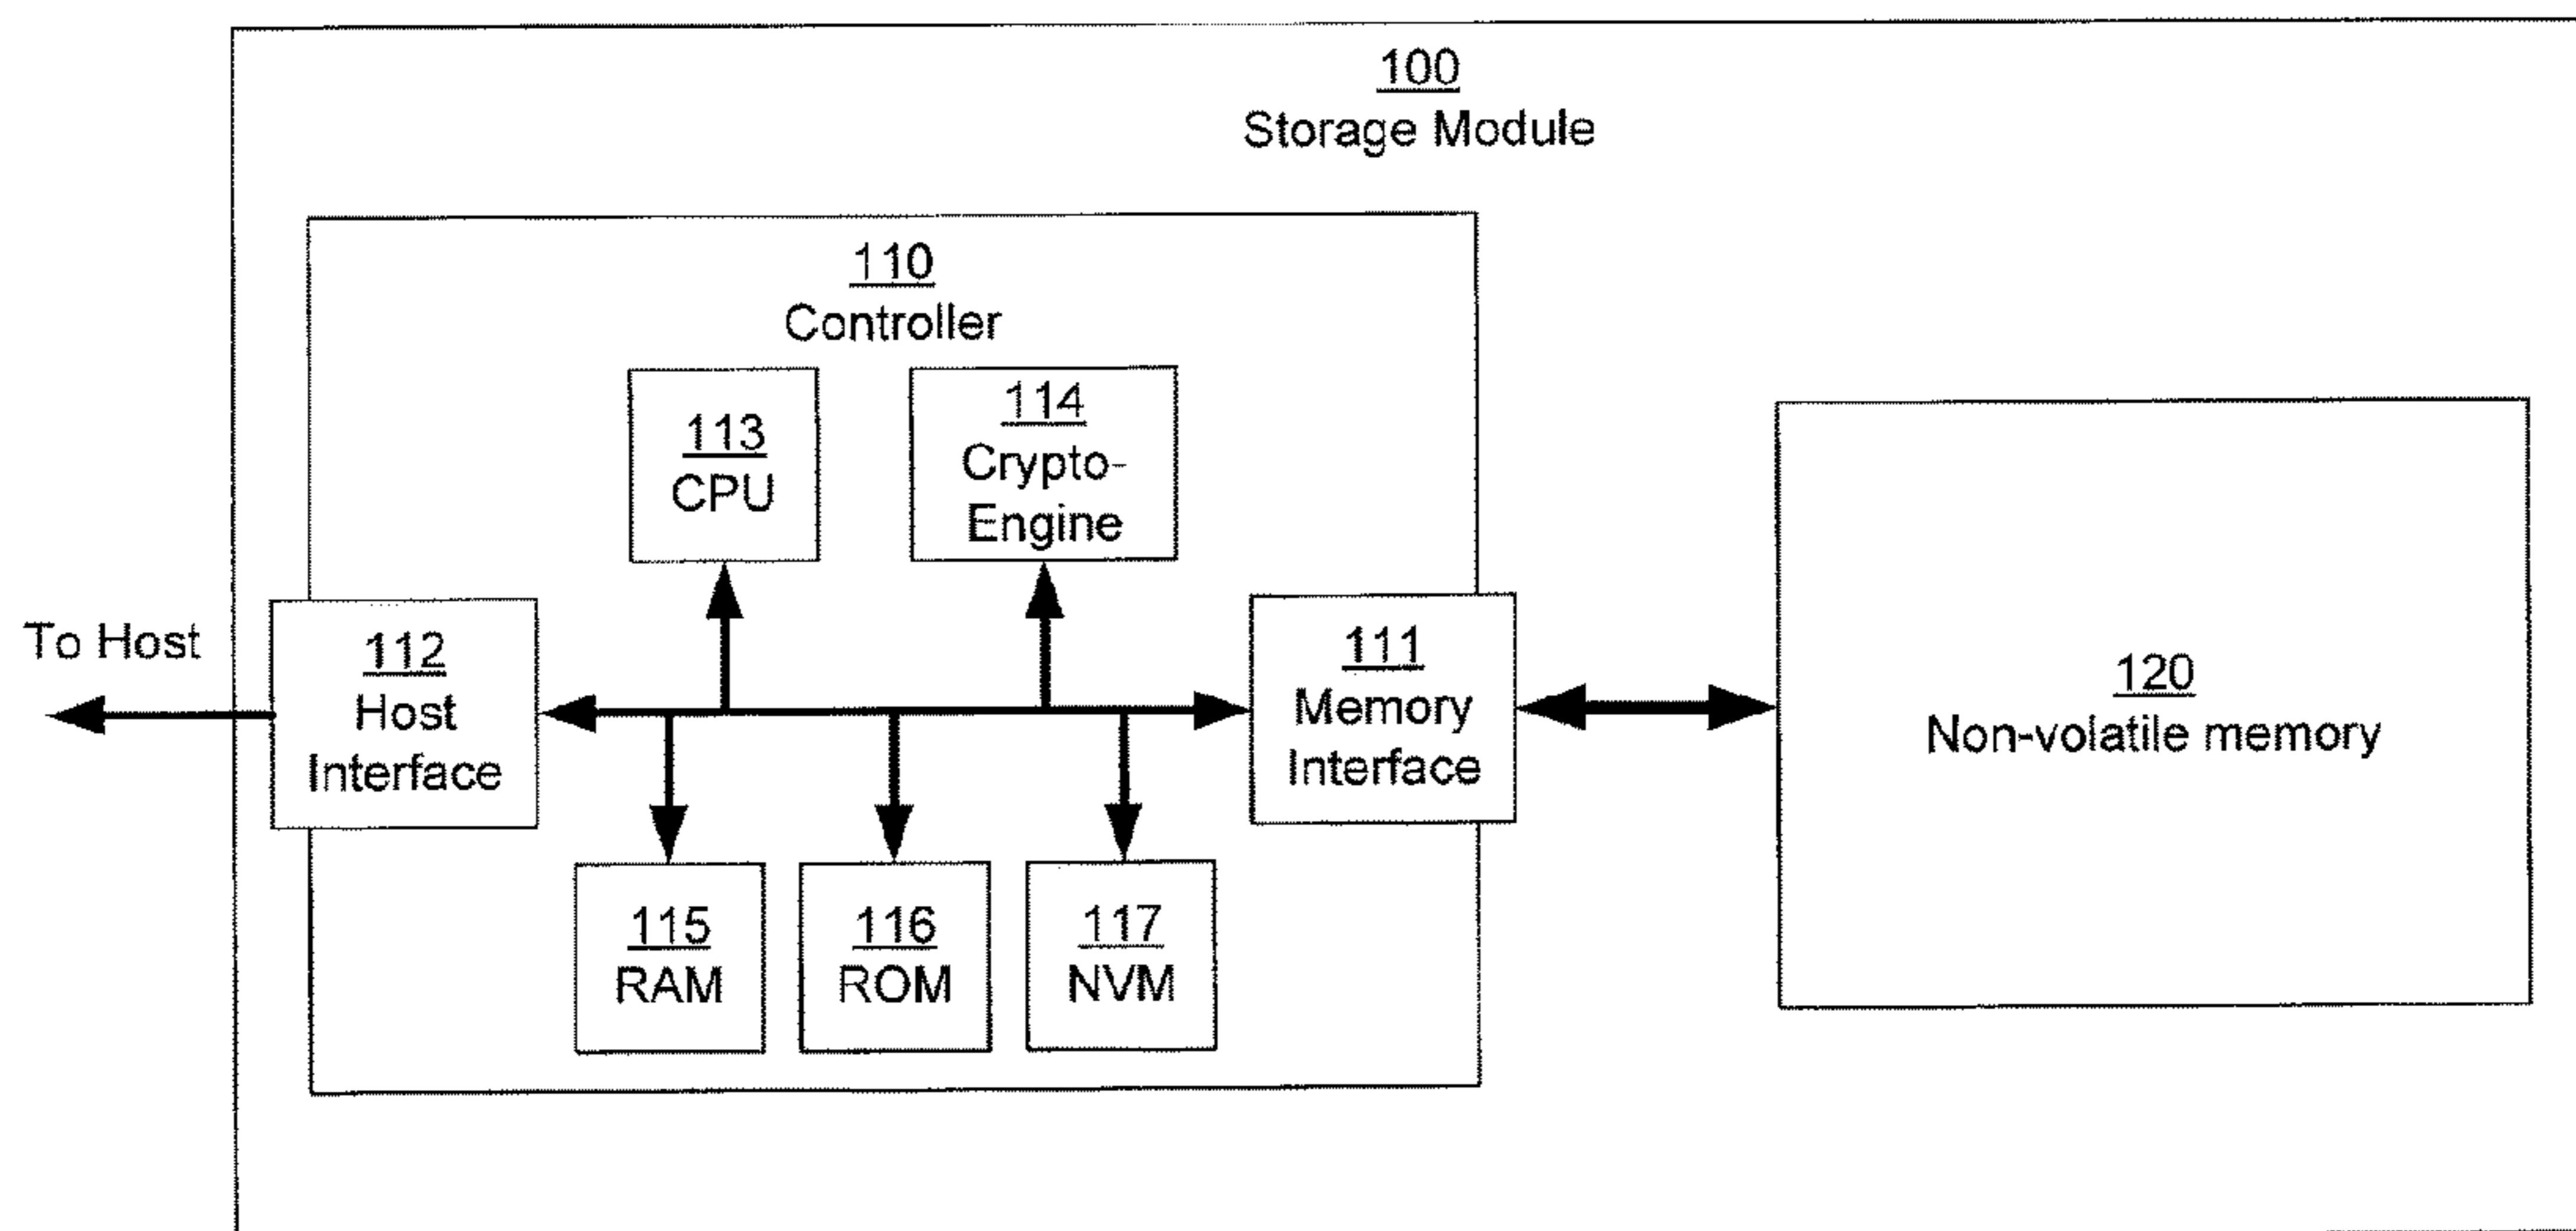 100
Storage Module
110
Controller
113
CPU
114
Crypto-
Engine
To Host
112
Host
Interface
111
Memory
Interface
120
Non-volatile memory
115
RAM
116
ROM
117
NVM